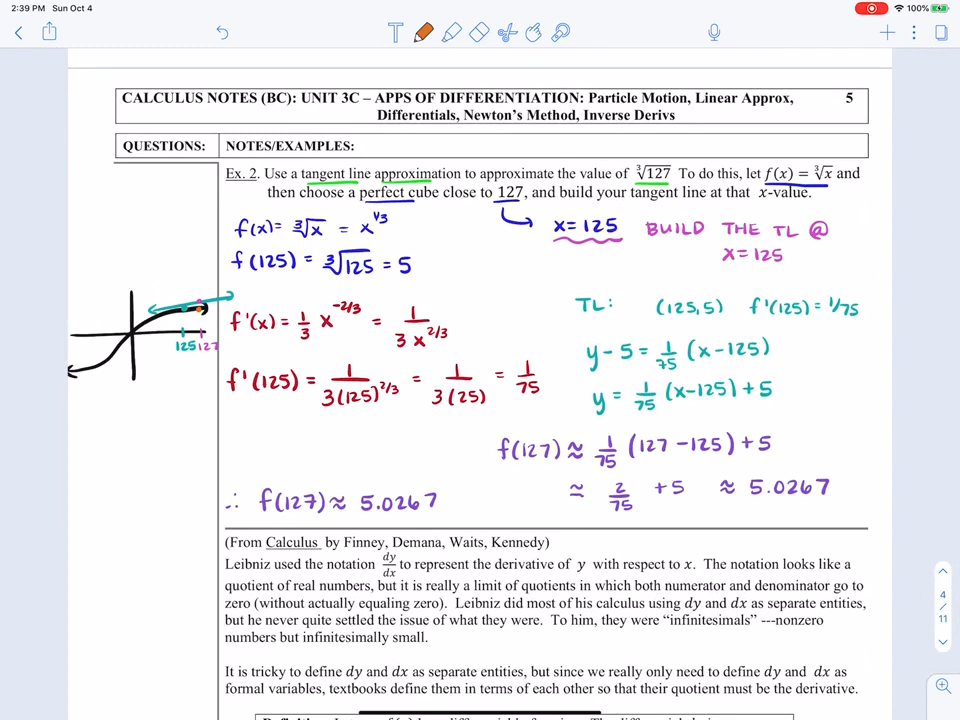 2:39 PM Sun Oct 4
100%
T
CALCULUS NOTES (BC): UNIT 3C – APPS OF DIFFERENTIATION: Particle Motion, Linear Approx, 5
Differentials, Newton's Method, Inverse Derivs
QUESTIONS: NOTES/EXAMPLES:
Ex. 2. Use a tangent line approximation to approximate the value of ∛127 To do this, let f(x) = ∛x and
then choose a perfect cube close to 127, and build your tangent line at that x-value.
f(x) = ∛x = x^1/3
x = 125 BUILD THE TL @
x = 125
f(125) = ∛125 = 5
125 127
f'(x) = 1/3 x^-2/3 = 1/(3x^2/3)
TL: (125,5) f'(125) = 1/75
f'(125) = 1/(3(125)^2/3) = 1/(3(25)) = 1/75
y - 5 = 1/75 (x-125)
y = 1/75 (x-125) + 5
f(127) ≈ 1/75 (127 - 125) + 5
≈ 2/75 + 5 ≈ 5.0267
∴ f(127) ≈ 5.0267
(From Calculus by Finney, Demana, Waits, Kennedy)
Leibniz used the notation dy/dx to represent the derivative of y with respect to x. The notation looks like a
quotient of real numbers, but it is really a limit of quotients in which both numerator and denominator go to
zero (without actually equaling zero). Leibniz did most of his calculus using dy and dx as separate entities,
but he never quite settled the issue of what they were. To him, they were “infinitesimals” ---nonzero
numbers but infinitesimally small.
It is tricky to define dy and dx as separate entities, but since we really only need to define dy and dx as
formal variables, textbooks define them in terms of each other so that their quotient must be the derivative.
4
/
11